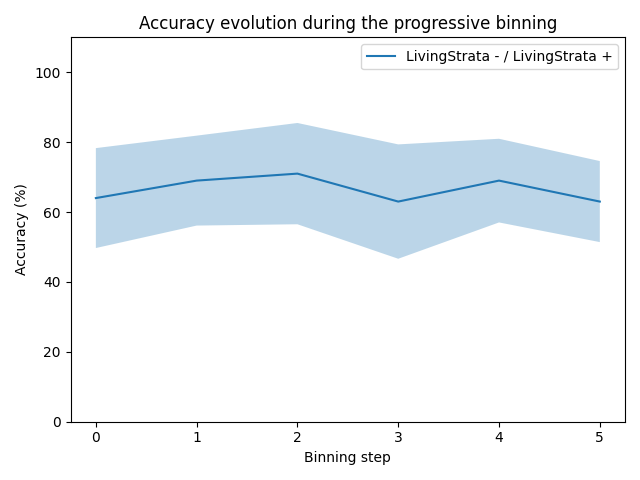 Accuracy evolution during the progressive binning
LivingStrata - / LivingStrata +
100
80
60
40
20
0
Accuracy (%)
0 1 2 3 4 5
Binning step